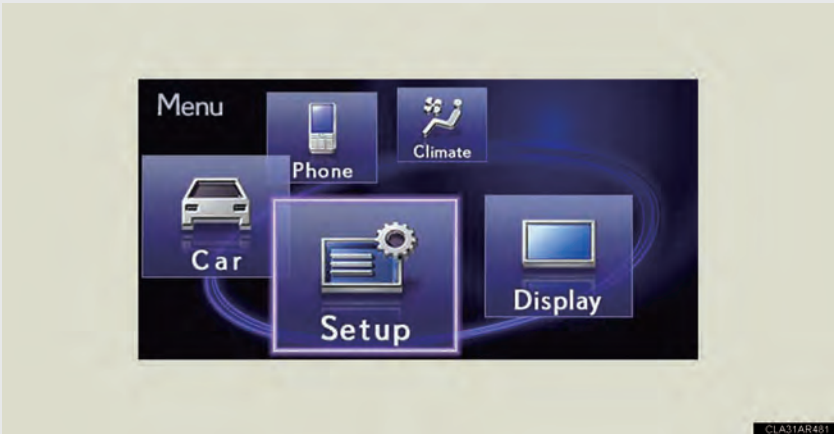 Menu
Phone
Climate
Car
Setup
Display
CLA31AR481